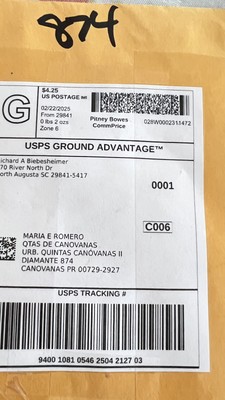 874
$4.25
US POSTAGE IMI
02/22/2025
From 29841
0 lbs 2 ozs
Zone 6
Pitney Bowes
CommPrice
028W0002311472
G
USPS GROUND ADVANTAGE™
ichard A Biebesheimer
70 River North Dr
orth Augusta SC 29841-5417
0001
C006
MARIA E ROMERO
QTAS DE CANOVANAS
URB. QUINTAS CANÓVANAS II
DIAMANTE 874
CANOVANAS PR 00729-2927
USPS TRACKING #
9400 1081 0546 2504 2127 03